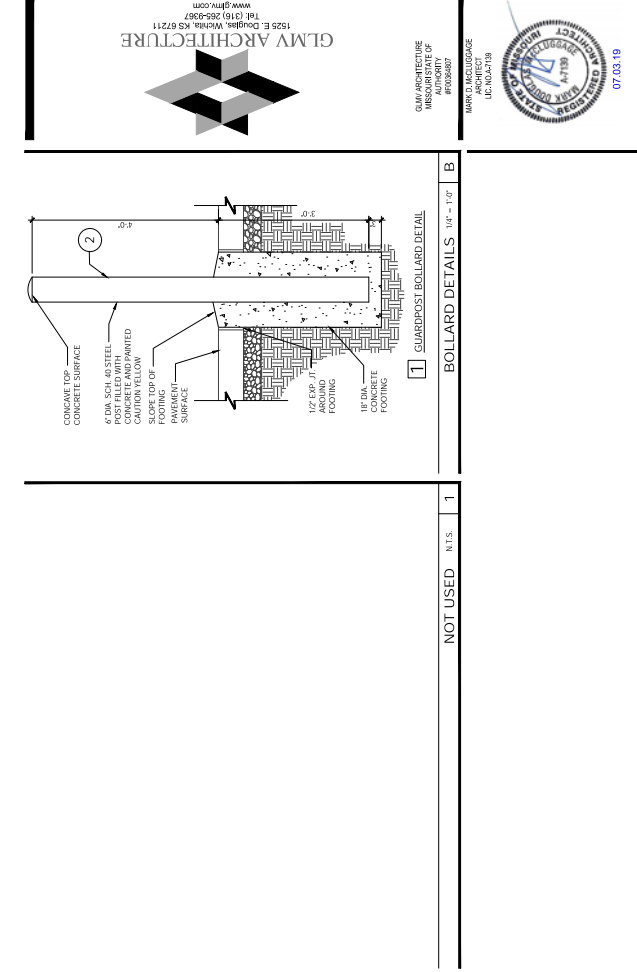 GLMV ARCHITECTURE
1525 E. Douglas, Wichita, KS 67211
Tel: (316) 265-9367
www.glmv.com
GLMV ARCHITECTURE
MISSOURI STATE OF
AUTHORITY
#F00364807
MARK D. McCLUGGAGE
ARCHITECT
LIC. NO.A-7139
STATE OF MISSOURI
MARK DOUGLAS McCLUGGAGE
A-7139
REGISTERED ARCHITECT
07.03.19
CONCAVE TOP
CONCRETE SURFACE
6" DIA. SCH. 40 STEEL
POST FILLED WITH
CONCRETE AND PAINTED
CAUTION YELLOW
SLOPE TOP OF
FOOTING
PAVEMENT
SURFACE
1/2" EXP. JT.
AROUND
FOOTING
18" DIA.
CONCRETE
FOOTING
2
4'-0"
3'-0"
3"
1 GUARDPOST BOLLARD DETAIL
BOLLARD DETAILS 1/4" = 1'-0" B
NOT USED N.T.S. 1